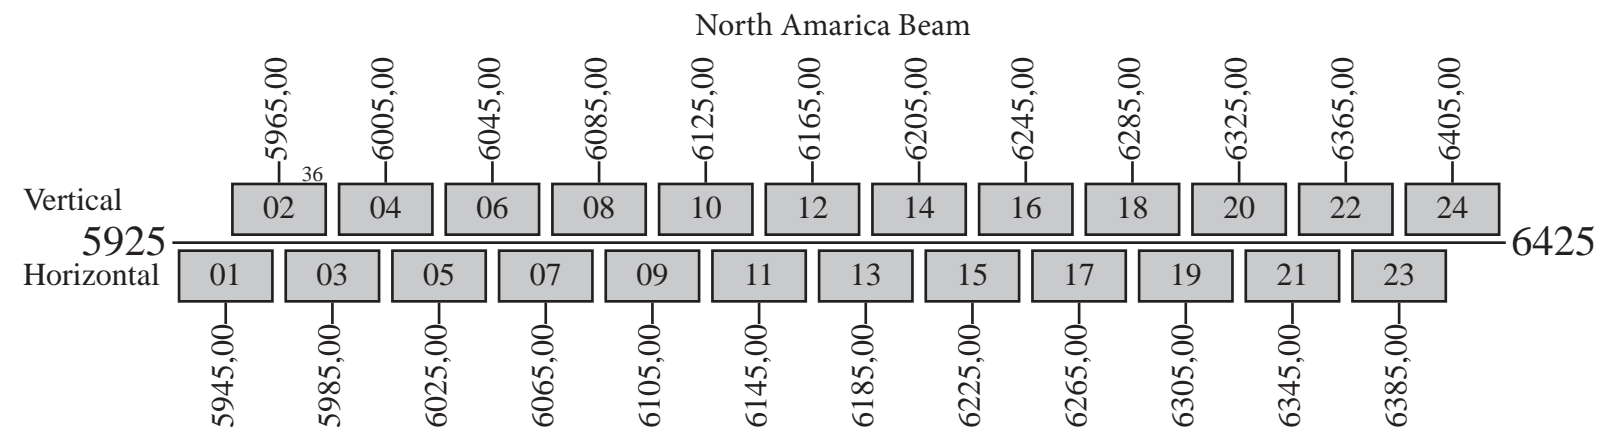 North Amarica Beam
5965,00 6005,00 6045,00 6085,00 6125,00 6165,00 6205,00 6245,00 6285,00 6325,00 6365,00 6405,00
36
Vertical 02 04 06 08 10 12 14 16 18 20 22 24
5925 6425
Horizontal 01 03 05 07 09 11 13 15 17 19 21 23
5945,00 5985,00 6025,00 6065,00 6105,00 6145,00 6185,00 6225,00 6265,00 6305,00 6345,00 6385,00